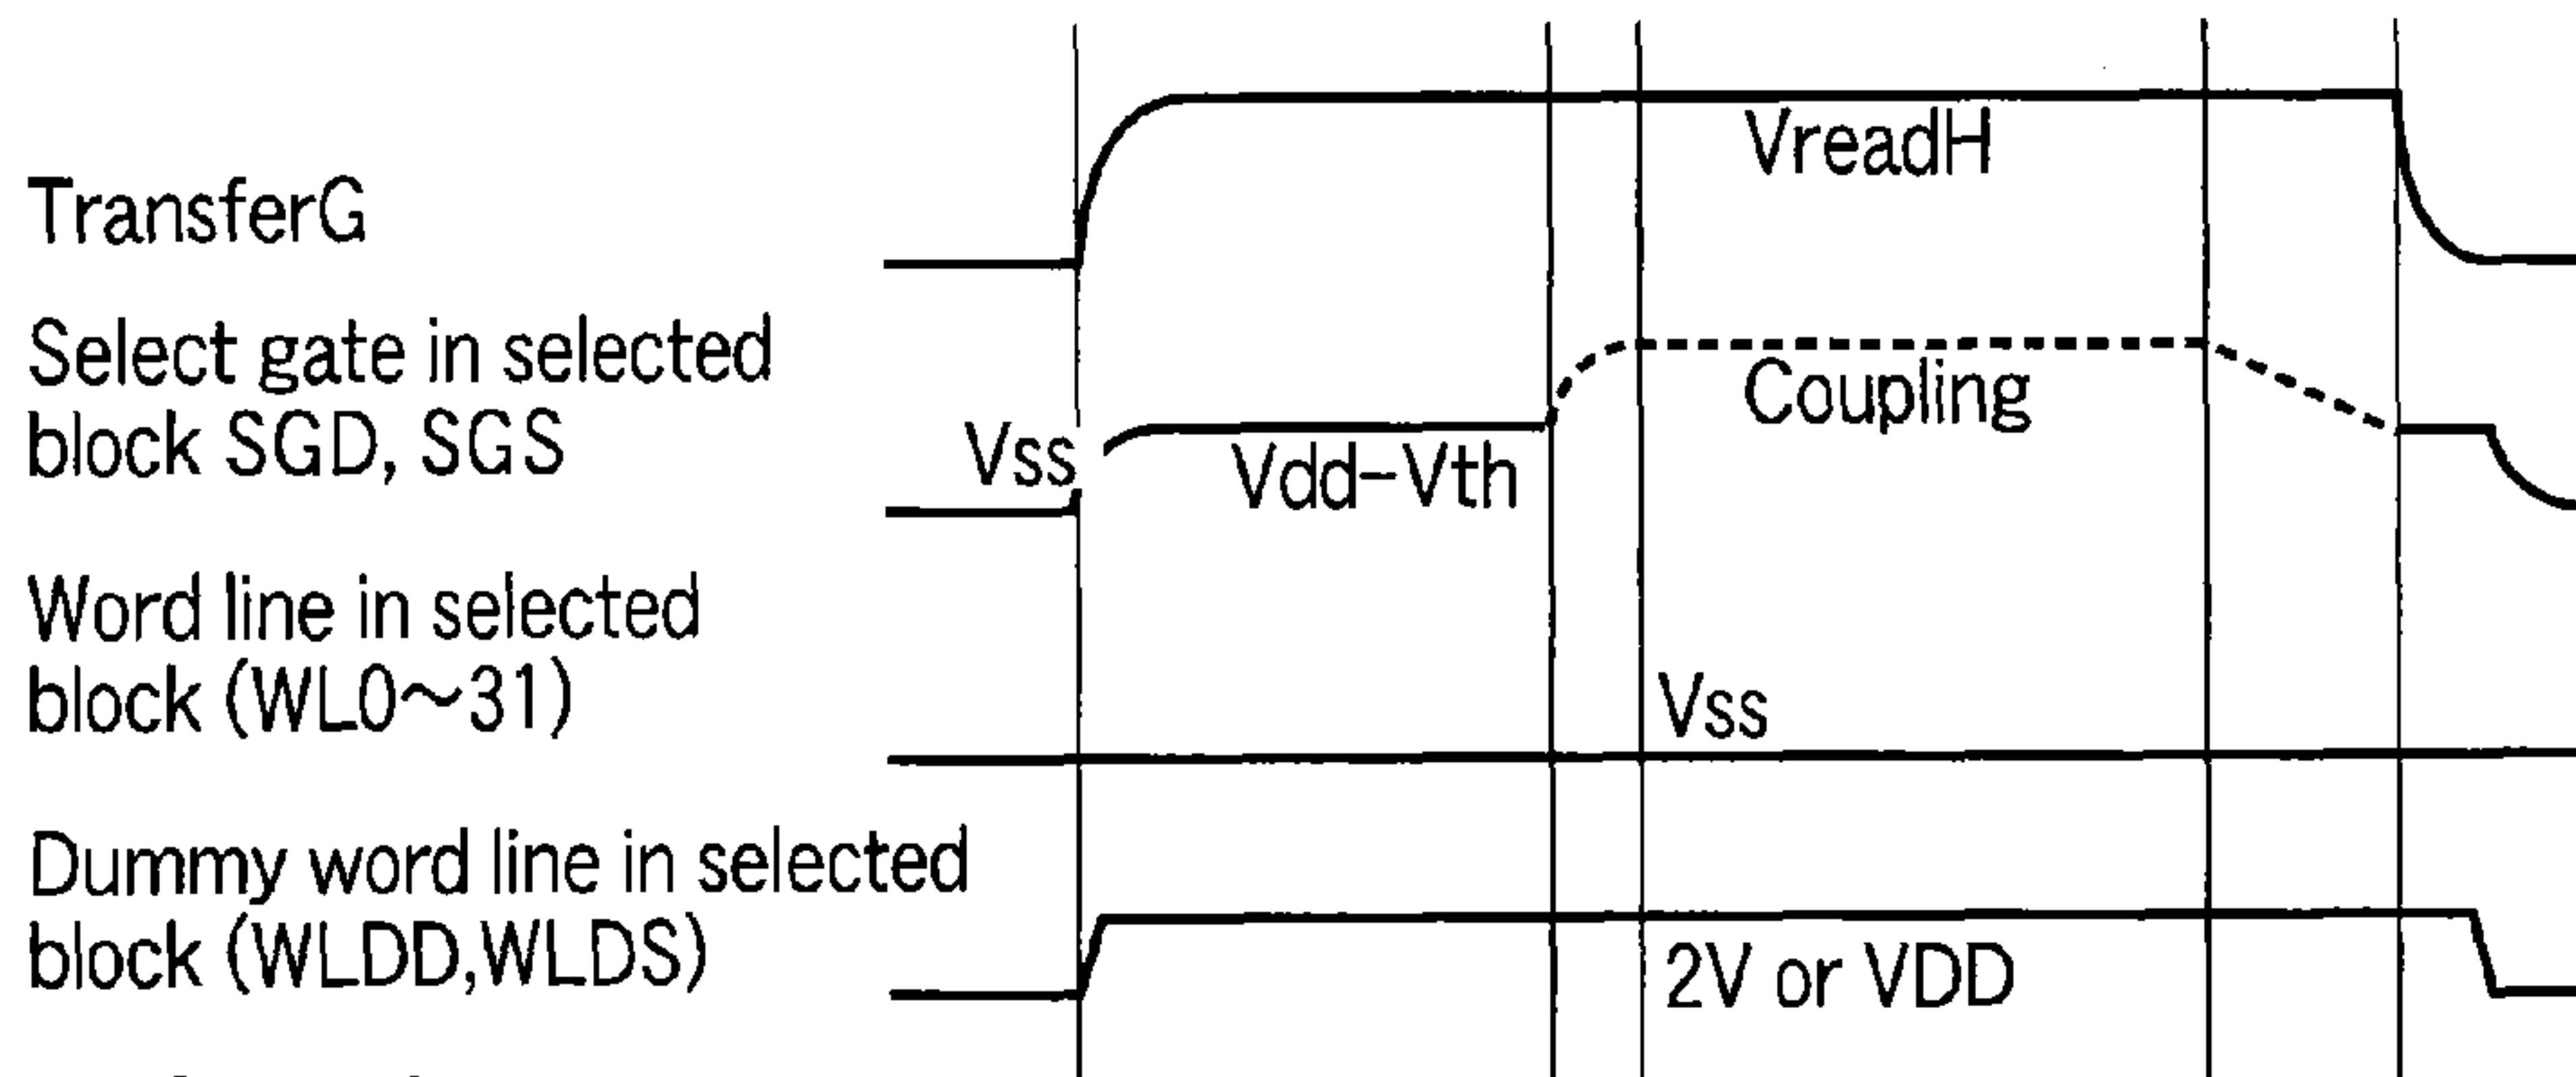 TransferG
VreadH
Select gate in selected
block SGD, SGS
Vss
Vdd-Vth
Coupling
Word line in selected
block (WL0～31)
Vss
Dummy word line in selected
block (WLDD,WLDS)
2V or VDD